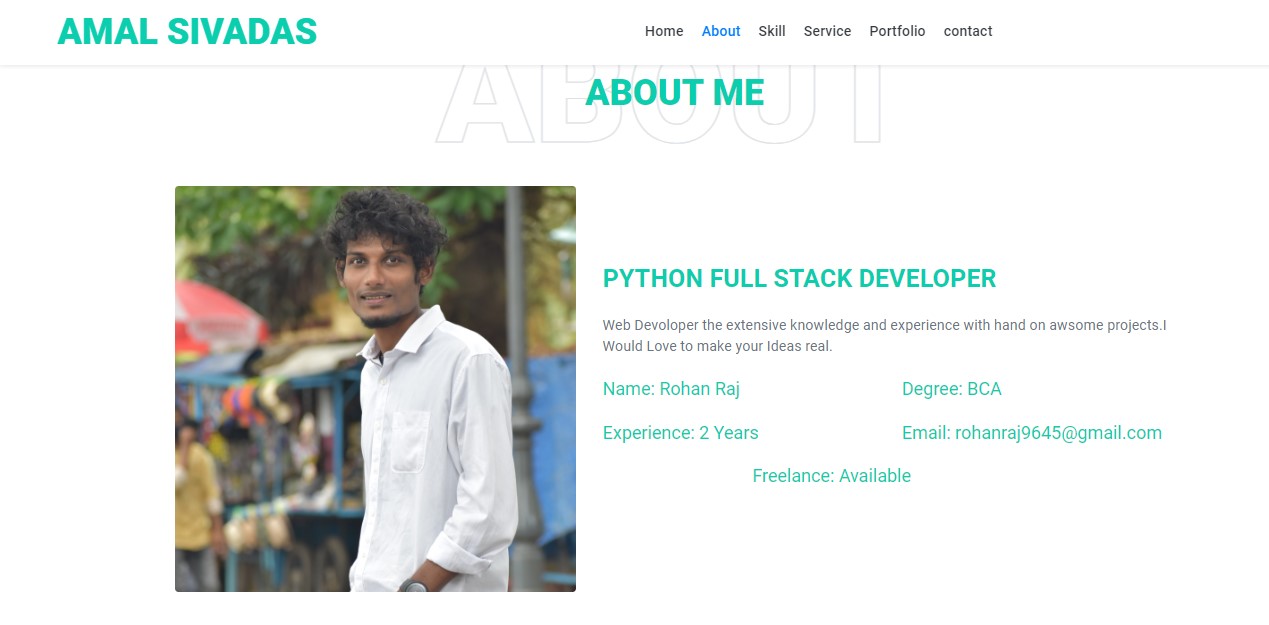 AMAL SIVADAS
Home About Skill Service Portfolio contact
ABOUT
ABOUT ME
PYTHON FULL STACK DEVELOPER
Web Devoloper the extensive knowledge and experience with hand on awsome projects.I
Would Love to make your Ideas real.
Name: Rohan Raj
Degree: BCA
Experience: 2 Years
Email: rohanraj9645@gmail.com
Freelance: Available